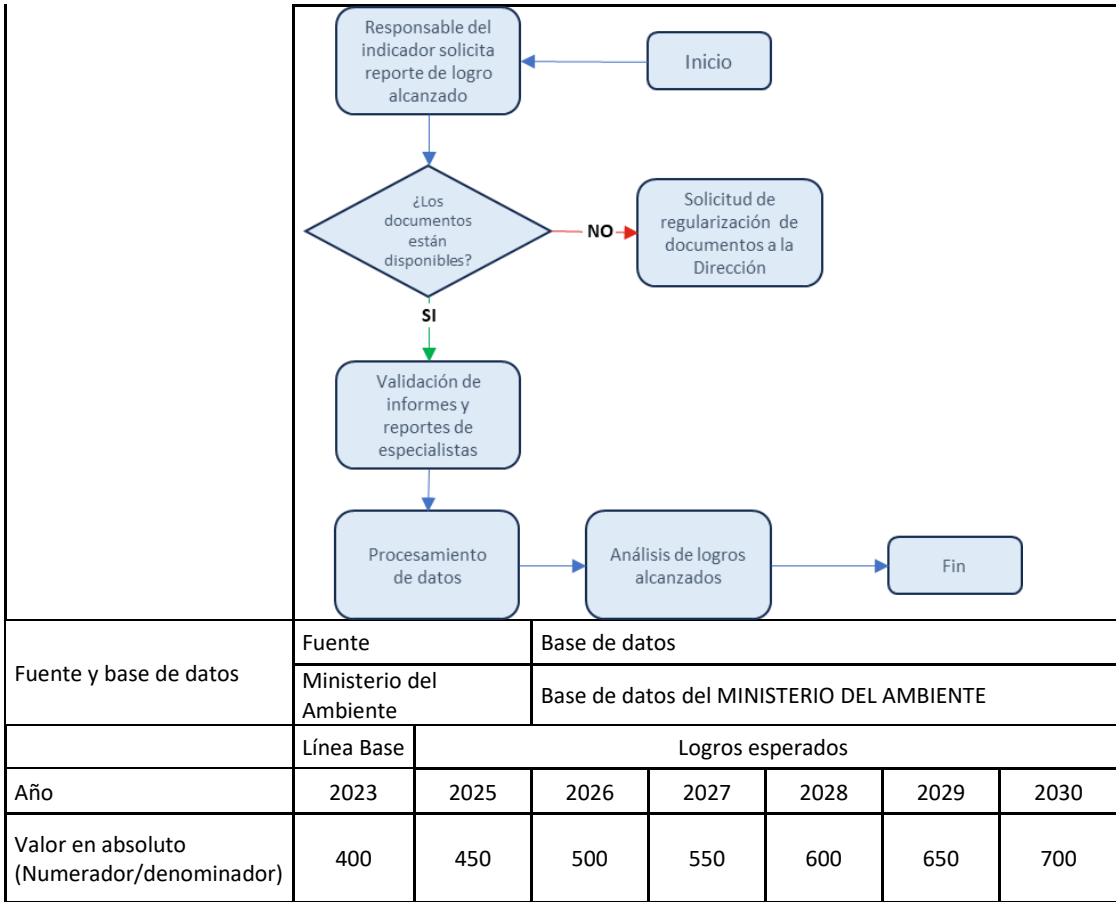 Responsable del
indicador solicita
reporte de logro
alcanzado
Inicio
¿Los
documentos
están
disponibles?
NO
Solicitud de
regularización de
documentos a la
Dirección
SI
Validación de
informes y
reportes de
especialistas
Procesamiento
de datos
Análisis de logros
alcanzados
Fin
Fuente y base de datos
Fuente
Base de datos
Ministerio del
Ambiente
Base de datos del MINISTERIO DEL AMBIENTE
Línea Base
Logros esperados
Año
2023
2025
2026
2027
2028
2029
2030
Valor en absoluto
(Numerador/denominador)
400
450
500
550
600
650
700